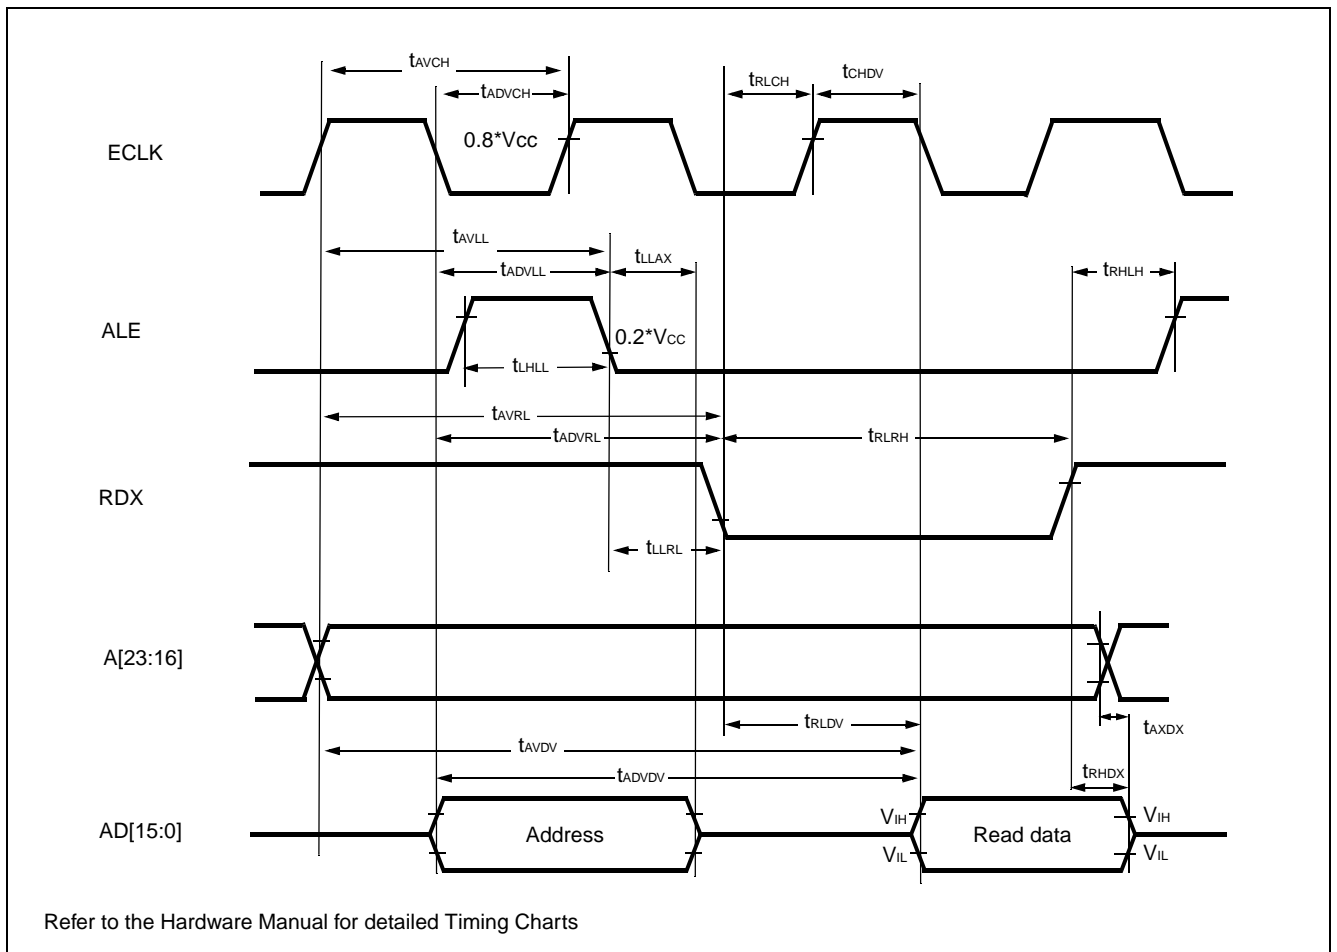 tAVCH
tRLCH
tCHDV
tADVCH
ECLK
0.8*Vcc
tAVLL
tLLAX
tADVLL
tRHLH
ALE
0.2*VCC
tLHLL
tAVRL
tADVRL
tRLRH
RDX
tLLRL
A[23:16]
tRLDV
tAXDX
tAVDV
tRHDX
tADVDV
AD[15:0]
Address
VIH
Read data
VIH
VIL
VIL
Refer to the Hardware Manual for detailed Timing Charts